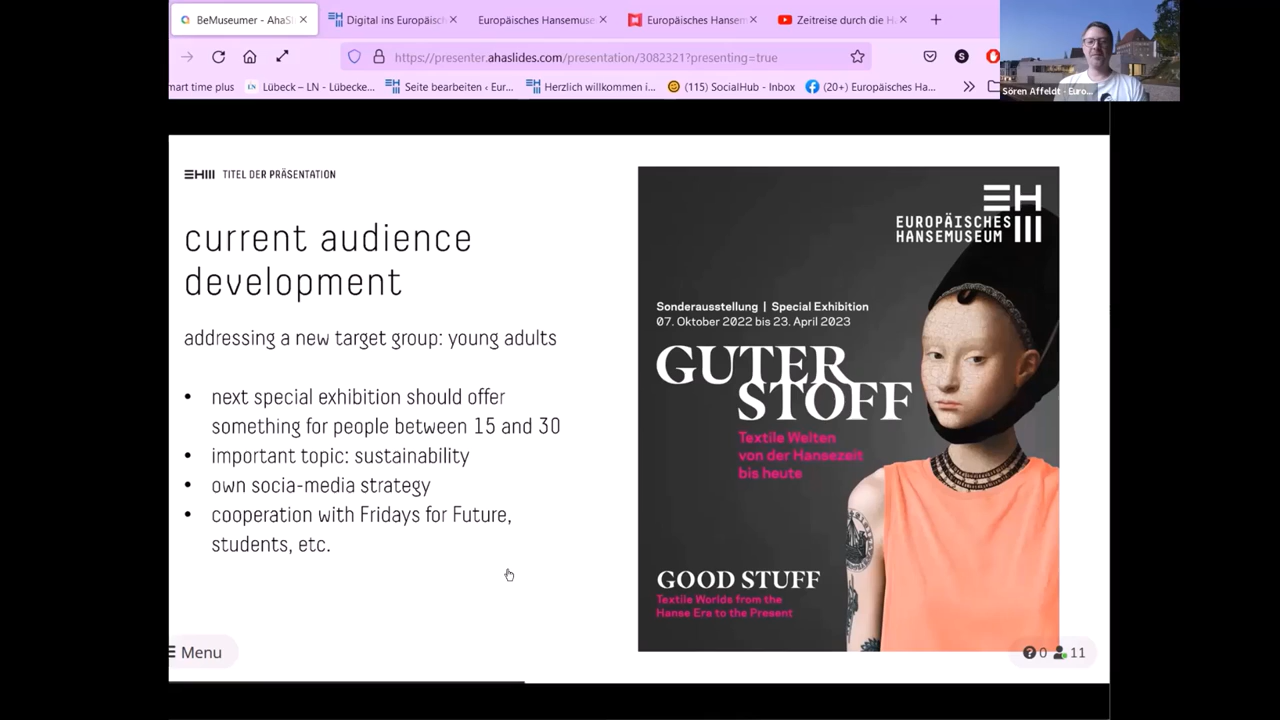 BeMuseumer - AhaSl
Digital ins Europäisch
Europäisches Hansemuse
Europäisches Hansem
Zeitreise durch die H
https://presenter.ahaslides.com/presentation/3082321?presenting=true
mart time plus
LN
Lübeck – LN - Lübecke...
Seite bearbeiten ‹ Eur...
Herzlich willkommen i...
(115) SocialHub - Inbox
(20+) Europäisches Ha...
Sören Affeldt - Euro...
TITEL DER PRÄSENTATION
current audience
development
addressing a new target group: young adults
• next special exhibition should offer
something for people between 15 and 30
• important topic: sustainability
• own socia-media strategy
• cooperation with Fridays for Future,
students, etc.
EH
EUROPÄISCHES
HANSEMUSEUM
Sonderausstellung | Special Exhibition
07. Oktober 2022 bis 23. April 2023
GUTER
STOFF
Textile Welten
von der Hansezeit
bis heute
GOOD STUFF
Textile Worlds from the
Hanse Era to the Present
Menu
0
11